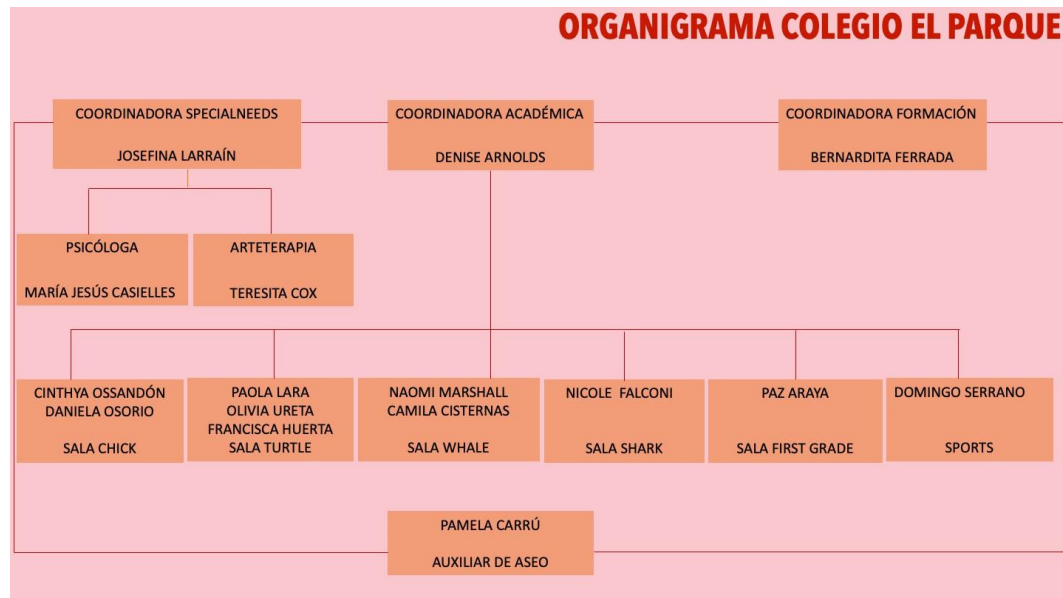 ORGANIGRAMA COLEGIO EL PARQUE
COORDINADORA SPECIALNEEDS
JOSEFINA LARRAÍN
COORDINADORA ACADÉMICA
DENISE ARNOLDS
COORDINADORA FORMACIÓN
BERNARDITA FERRADA
PSICÓLOGA
MARÍA JESÚS CASIELLES
ARTETERAPIA
TERESITA COX
CINTHYA OSSANDÓN
DANIELA OSORIO
SALA CHICK
PAOLA LARA
OLIVIA URETA
FRANCISCA HUERTA
SALA TURTLE
NAOMI MARSHALL
CAMILA CISTERNAS
SALA WHALE
NICOLE FALCONI
SALA SHARK
PAZ ARAYA
SALA FIRST GRADE
DOMINGO SERRANO
SPORTS
PAMELA CARRÚ
AUXILIAR DE ASEO